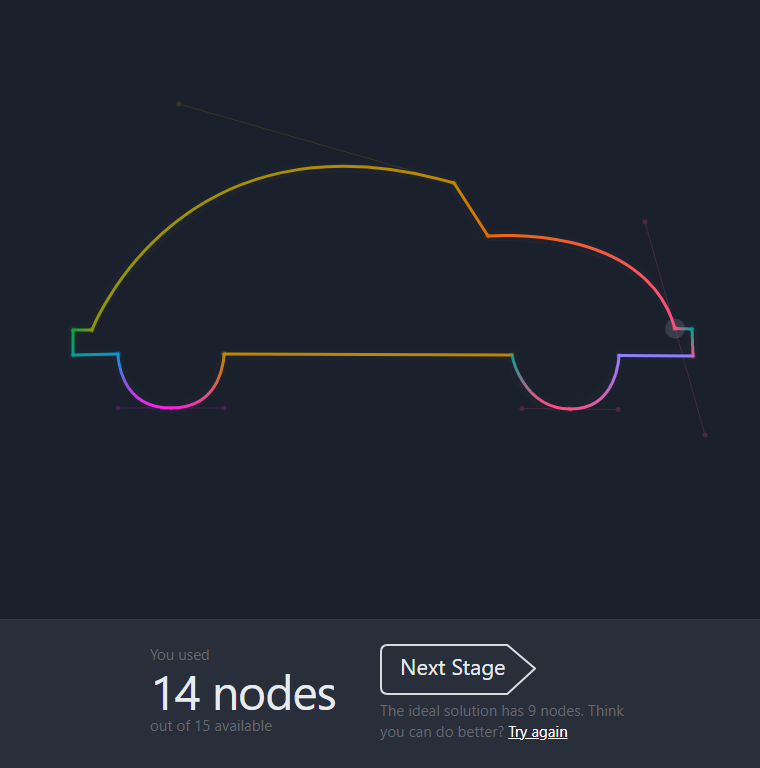 You used
14 nodes
out of 15 available
Next Stage
The ideal solution has 9 nodes. Think
you can do better? Try again